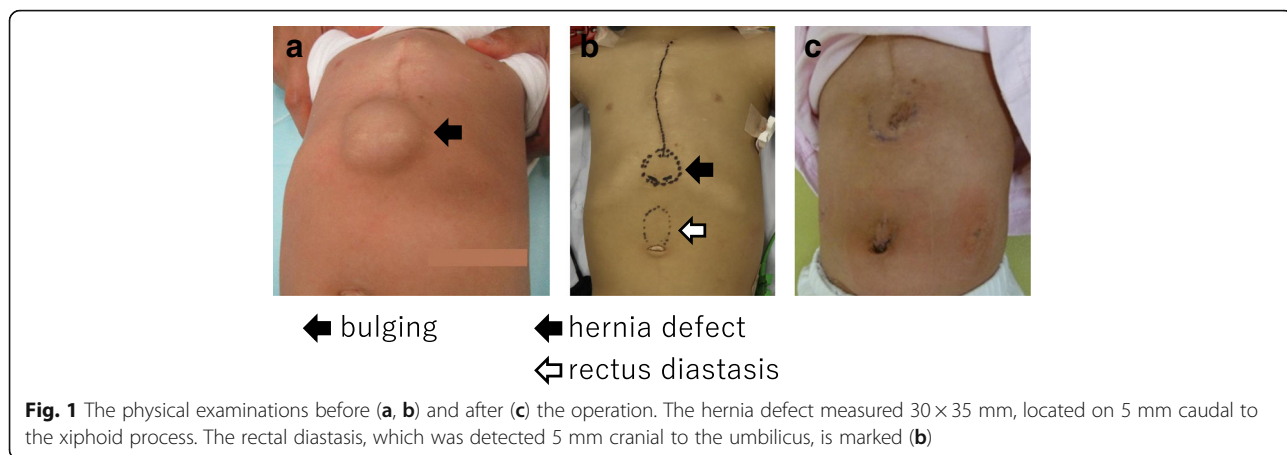 a
b
c
bulging
hernia defect
rectus diastasis
Fig. 1 The physical examinations before (a, b) and after (c) the operation. The hernia defect measured 30 × 35 mm, located on 5 mm caudal to
the xiphoid process. The rectal diastasis, which was detected 5 mm cranial to the umbilicus, is marked (b)